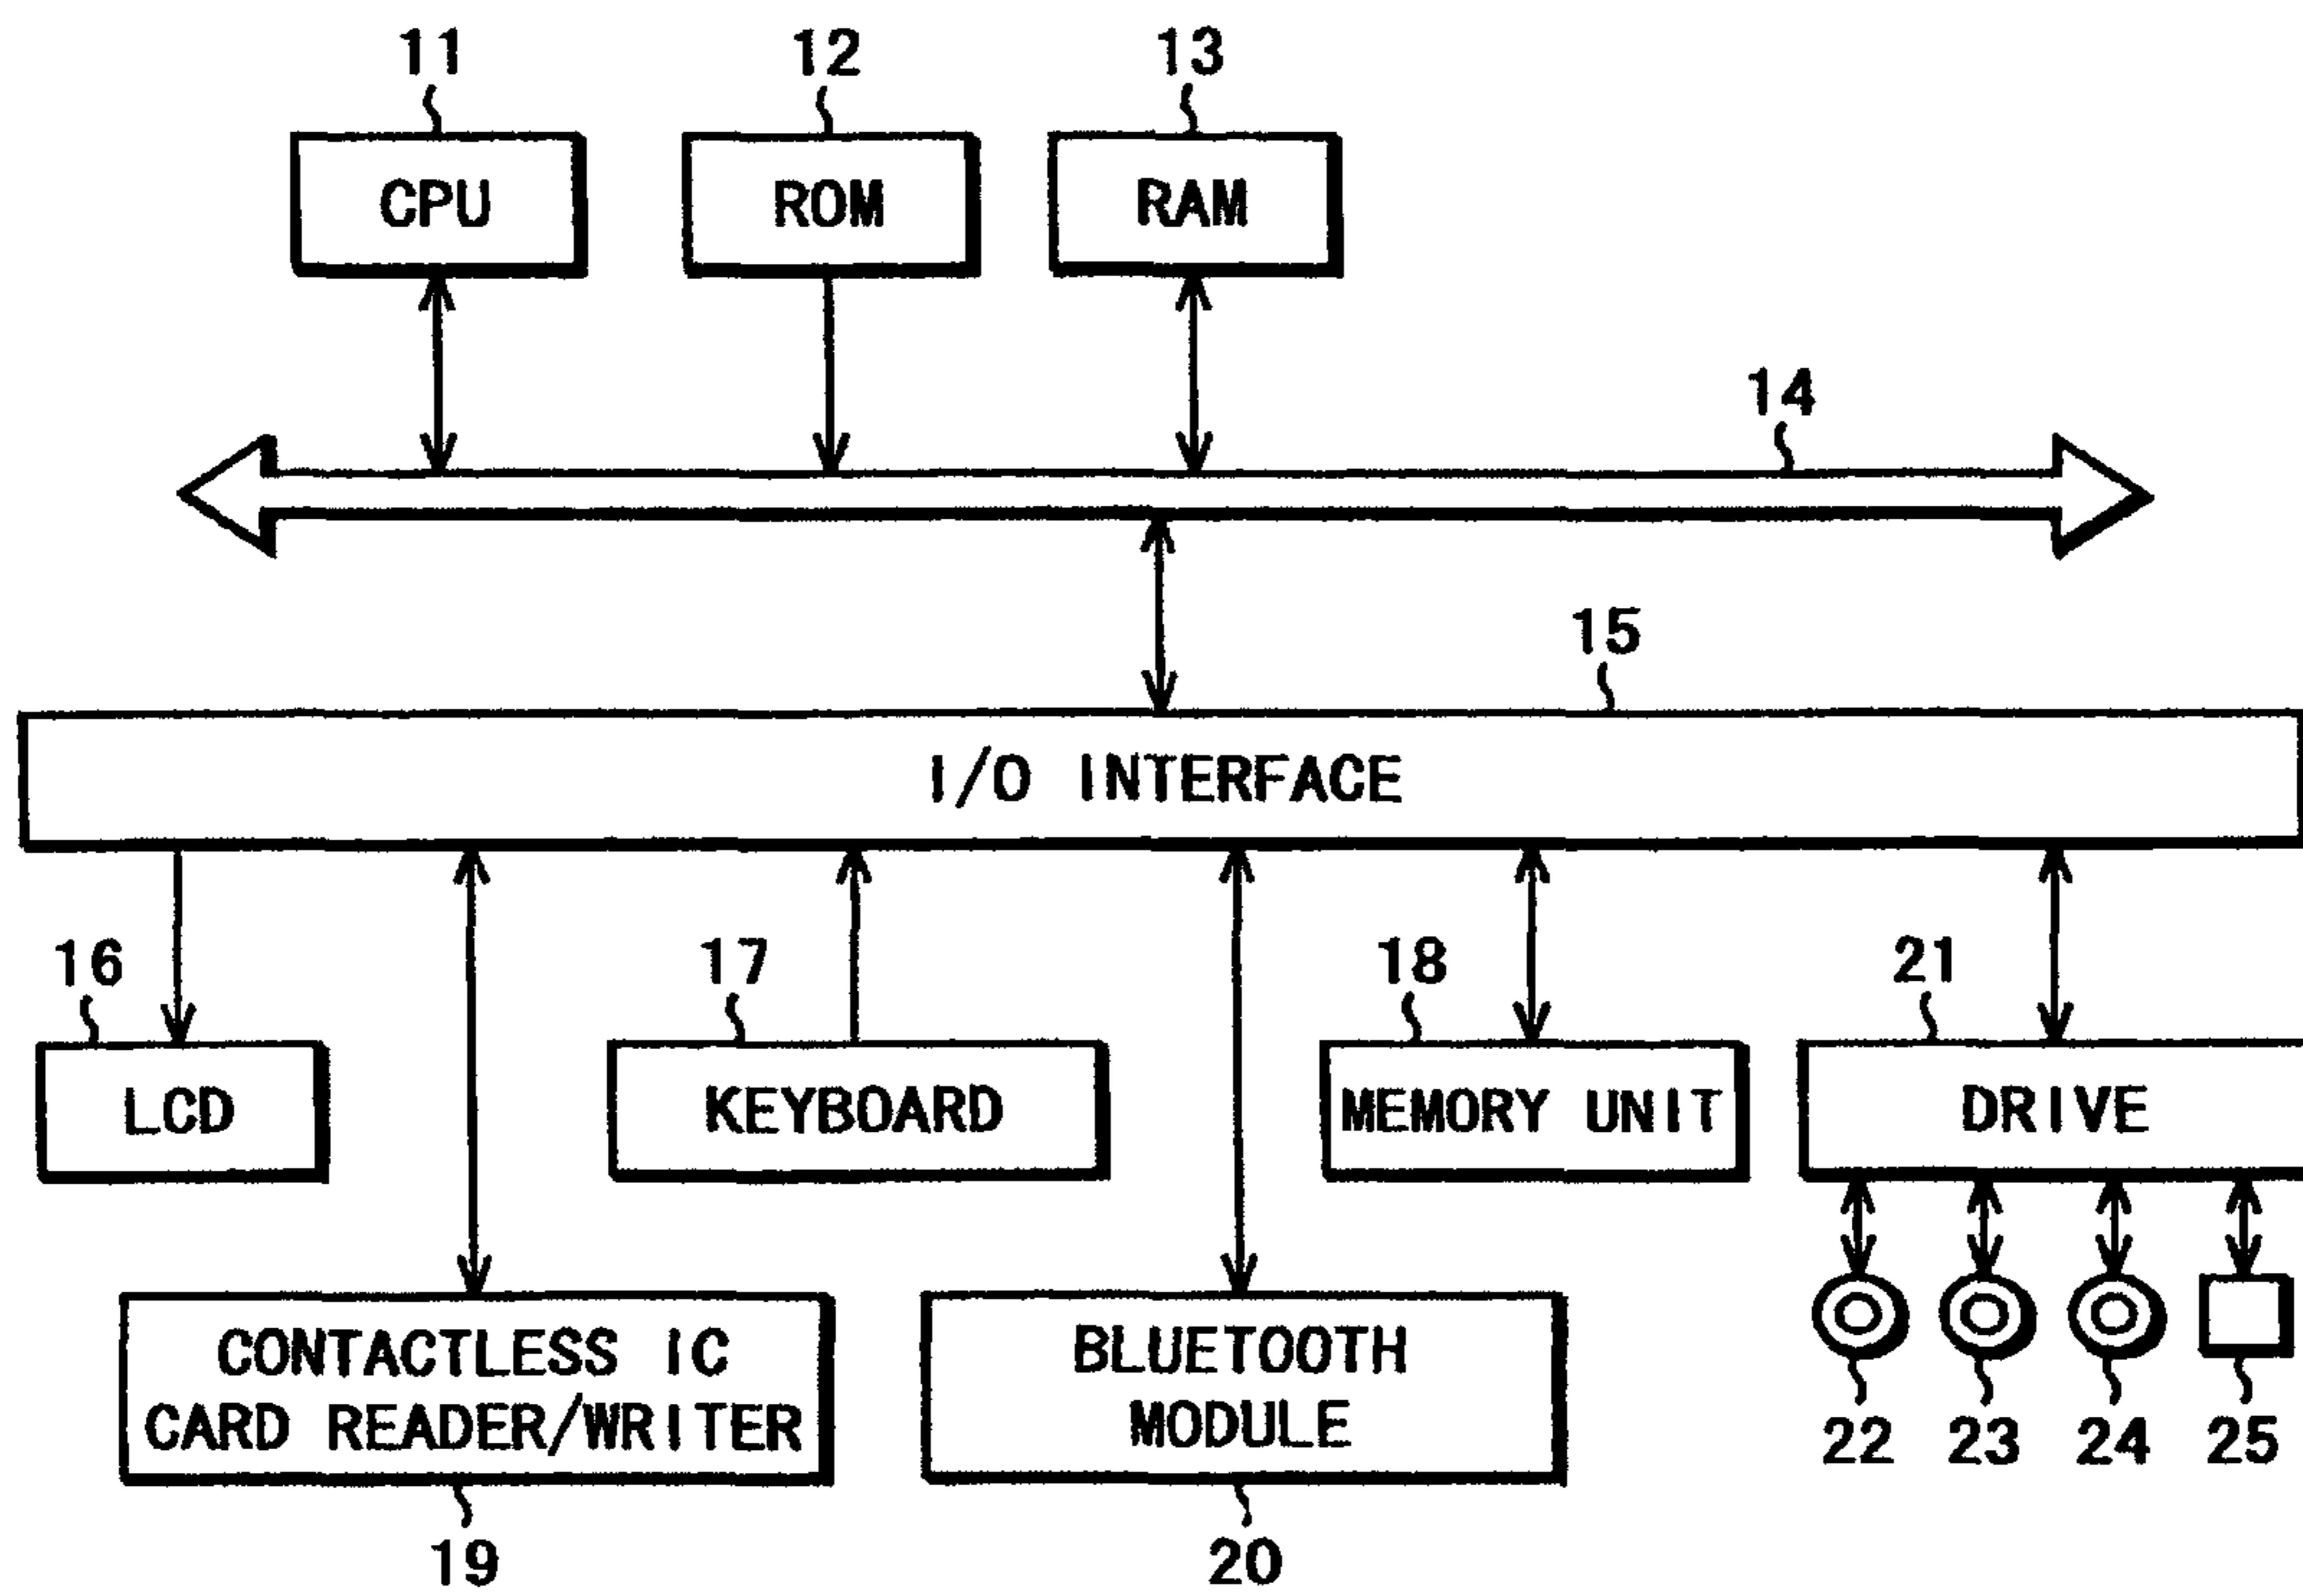 11 12 13
CPU ROM RAM
14
15
I/O INTERFACE
16 17 18 21
LCD KEYBOARD MEMORY UNIT DRIVE
CONTACTLESS IC
CARD READER/WRITER
BLUETOOTH
MODULE
22 23 24 25
19 20